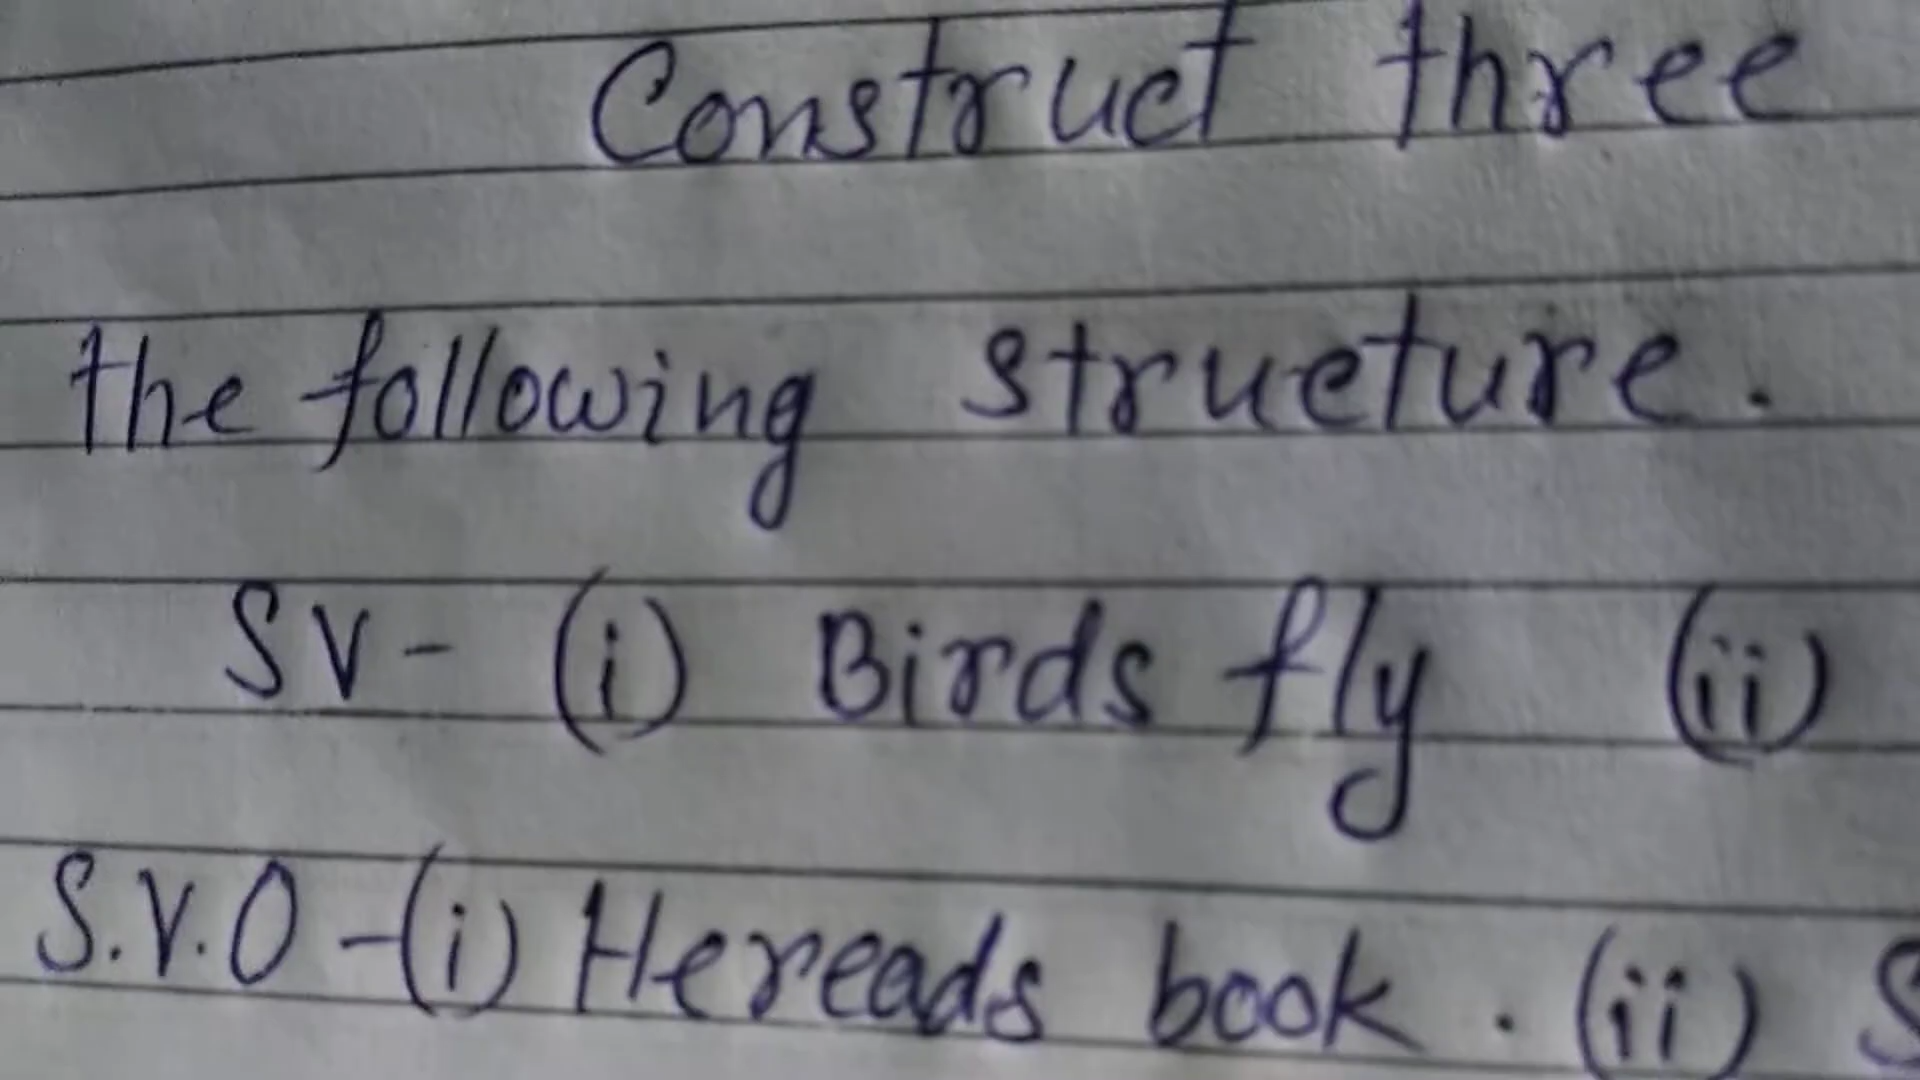 Construct three
the following structure.
SV- (i) Birds fly (ii)
S.V.O -(i) He reads book . (ii) S